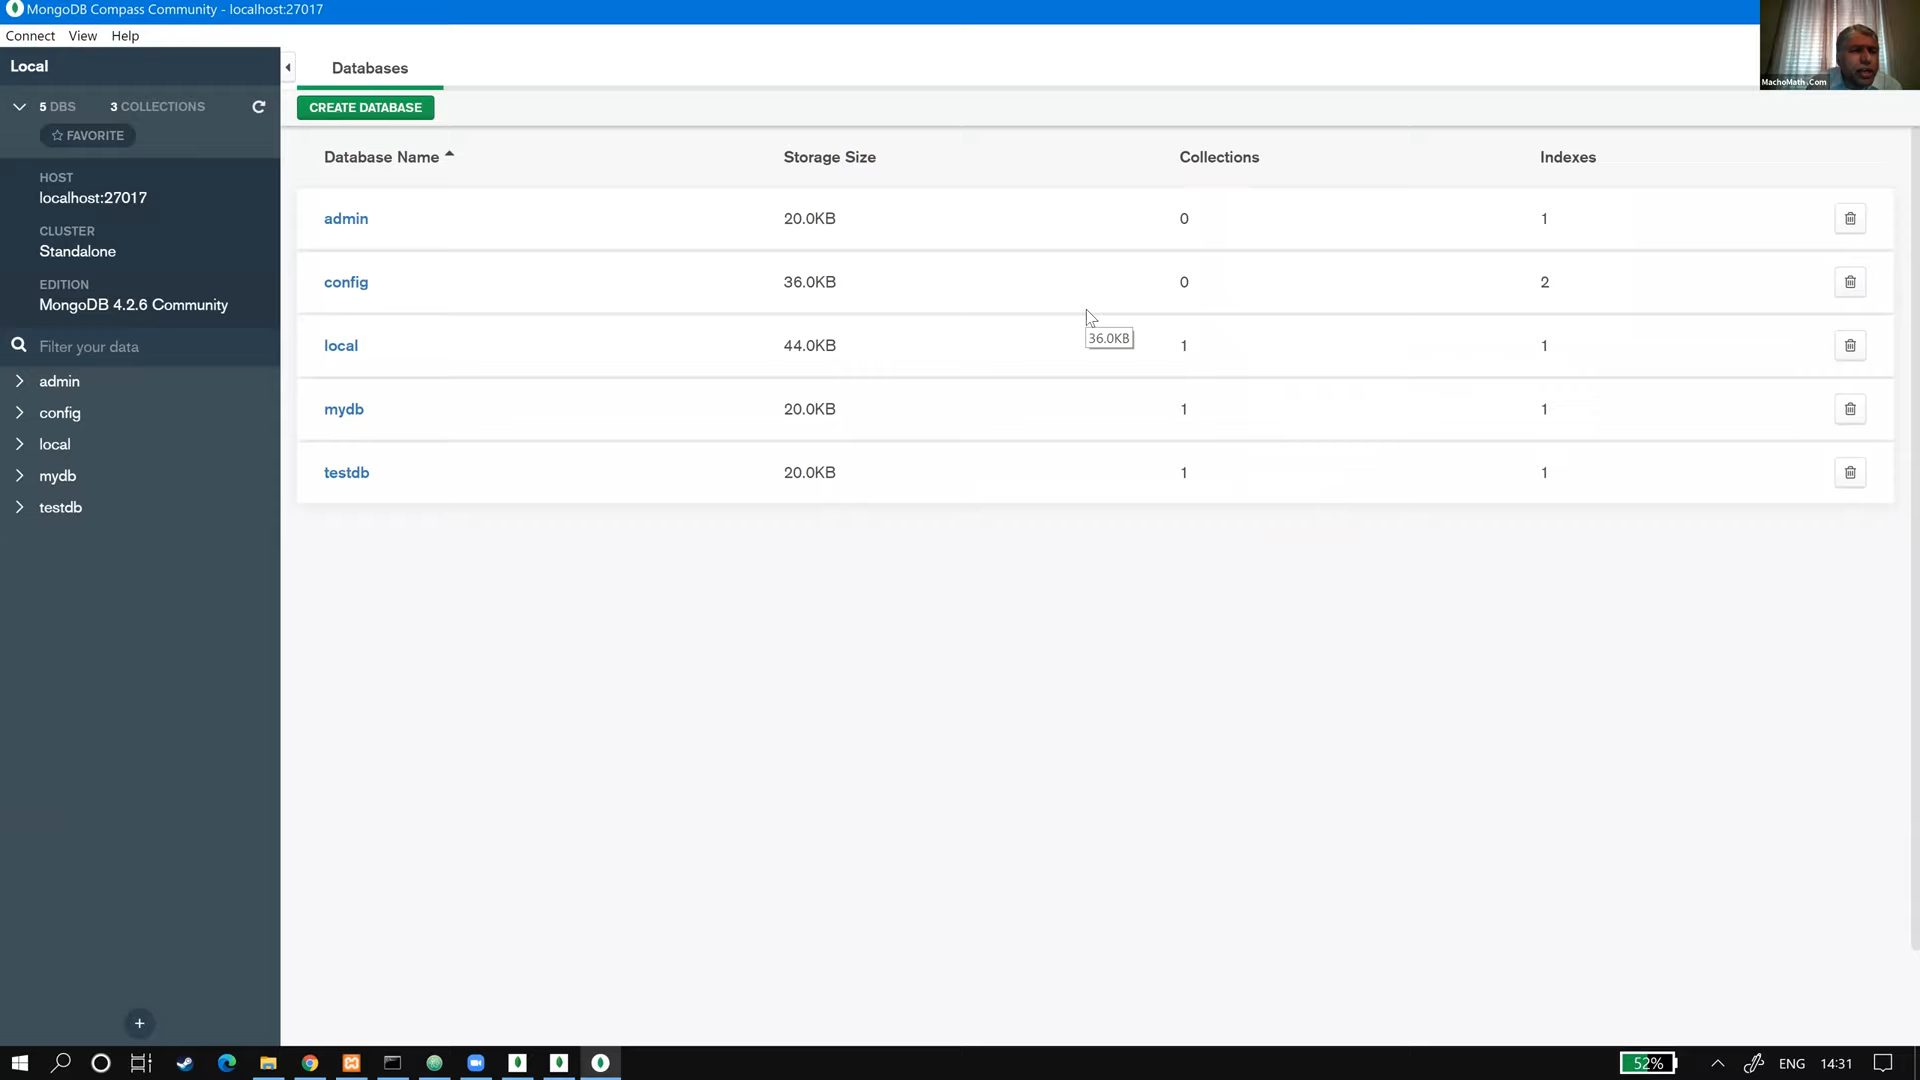 MongoDB Compass Community - localhost:27017
Connect View Help
Local
5 DBS 3 COLLECTIONS
FAVORITE
HOST
localhost:27017
CLUSTER
Standalone
EDITION
MongoDB 4.2.6 Community
Filter your data
admin
config
local
mydb
testdb
Databases
CREATE DATABASE
Database Name Storage Size Collections Indexes
admin 20.0KB 0 1
config 36.0KB 0 2
36.0KB
local 44.0KB 1 1
mydb 20.0KB 1 1
testdb 20.0KB 1 1
MachoMath.Com
52% ENG 14:31